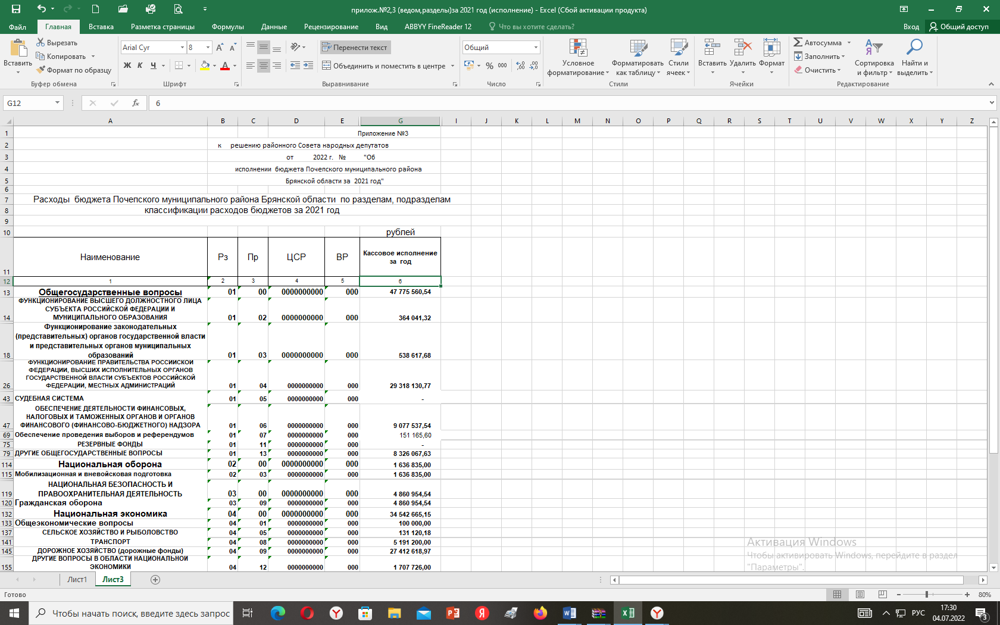 прилож.№2,3 (ведом,разделы)за 2021 год (исполнение) - Excel (Сбой активации продукта)
Файл Главная Вставка Разметка страницы Формулы Данные Рецензирование Вид ABBYY FineReader 12 Что вы хотите сделать? Вход Общий доступ
Вставить Вырезать Копировать Формат по образцу
Буфер обмена
Arial Cyr 8
Ж К Ч
Шрифт
Перенести текст
Объединить и поместить в центре
Выравнивание
Общий
% 000
Число
Условное форматирование Форматировать как таблицу Стили ячеек
Стили
Вставить Удалить Формат
Ячейки
Автосумма Заполнить Очистить Сортировка и фильтр Найти и выделить
Редактирование
G12 fx 6
A B C D E G I J K L M N O P Q R S T U V W X Y Z
1 Приложение №3
2 к решению районного Совета народных депутатов
3 от 2022 г. № "Об
4 исполнении бюджета Почепского муниципального района
5 Брянской области за 2021 год"
6
7 Расходы бюджета Почепского муниципального района Брянской области по разделам, подразделам
8 классификации расходов бюджетов за 2021 год
9
10 рублей
11 Наименование Рз Пр ЦСР ВР Кассовое исполнение за год
12 1 2 3 4 5 6
13 Общегосударственные вопросы 01 00 0000000000 000 47 775 560,54
ФУНКЦИОНИРОВАНИЕ ВЫСШЕГО ДОЛЖНОСТНОГО ЛИЦА
СУБЪЕКТА РОССИЙСКОЙ ФЕДЕРАЦИИ И
14 МУНИЦИПАЛЬНОГО ОБРАЗОВАНИЯ 01 02 0000000000 000 364 041,32
Функционирование законодательных
(представительных) органов государственной власти
и представительных органов муниципальных
18 образований 01 03 0000000000 000 538 617,68
ФУНКЦИОНИРОВАНИЕ ПРАВИТЕЛЬСТВА РОССИЙСКОЙ
ФЕДЕРАЦИИ, ВЫСШИХ ИСПОЛНИТЕЛЬНЫХ ОРГАНОВ
ГОСУДАРСТВЕННОЙ ВЛАСТИ СУБЪЕКТОВ РОССИЙСКОЙ
26 ФЕДЕРАЦИИ, МЕСТНЫХ АДМИНИСТРАЦИЙ 01 04 0000000000 000 29 318 130,77
43 СУДЕБНАЯ СИСТЕМА 01 05 0000000000 000 -
ОБЕСПЕЧЕНИЕ ДЕЯТЕЛЬНОСТИ ФИНАНСОВЫХ,
НАЛОГОВЫХ И ТАМОЖЕННЫХ ОРГАНОВ И ОРГАНОВ
47 ФИНАНСОВОГО (ФИНАНСОВО-БЮДЖЕТНОГО) НАДЗОРА 01 06 0000000000 000 9 077 537,54
69 Обеспечение проведения выборов и референдумов 01 07 0000000000 000 151 165,60
75 РЕЗЕРВНЫЕ ФОНДЫ 01 11 0000000000 000 -
79 ДРУГИЕ ОБЩЕГОСУДАРСТВЕННЫЕ ВОПРОСЫ 01 13 0000000000 000 8 326 067,63
114 Национальная оборона 02 00 0000000000 000 1 636 835,00
115 Мобилизационная и вневойсковая подготовка 02 03 0000000000 000 1 636 835,00
НАЦИОНАЛЬНАЯ БЕЗОПАСНОСТЬ И
119 ПРАВООХРАНИТЕЛЬНАЯ ДЕЯТЕЛЬНОСТЬ 03 00 0000000000 000 4 860 954,54
120 Гражданская оборона 03 09 0000000000 000 4 860 954,54
132 Национальная экономика 04 00 0000000000 000 34 542 665,15
133 Общеэкономические вопросы 04 01 0000000000 000 100 000,00
137 СЕЛЬСКОЕ ХОЗЯЙСТВО И РЫБОЛОВСТВО 04 05 0000000000 000 131 120,18
141 ТРАНСПОРТ 04 08 0000000000 000 5 191 200,00
145 ДОРОЖНОЕ ХОЗЯЙСТВО (дорожные фонды) 04 09 0000000000 000 27 412 618,97
ДРУГИЕ ВОПРОСЫ В ОБЛАСТИ НАЦИОНАЛЬНОЙ
155 ЭКОНОМИКИ 04 12 0000000000 000 1 707 726,00
Активация Windows
Чтобы активировать Windows, перейдите в раздел
"Параметры".
Лист1 Лист3
Готово 80%
Чтобы начать поиск, введите здесь запрос РУС 17:30
04.07.2022 3